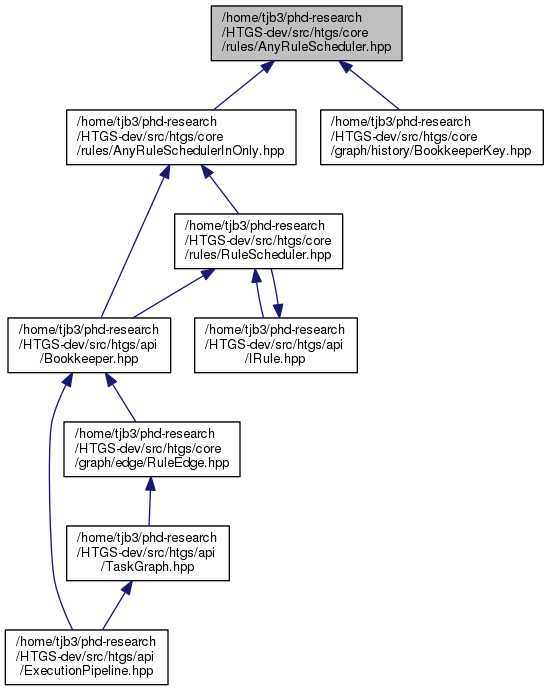 /home/tjb3/phd-research
/HTGS-dev/src/htgs/core
/rules/AnyRuleScheduler.hpp
/home/tjb3/phd-research
/HTGS-dev/src/htgs/core
/rules/AnyRuleSchedulerInOnly.hpp
/home/tjb3/phd-research
/HTGS-dev/src/htgs/core
/graph/history/BookkeeperKey.hpp
/home/tjb3/phd-research
/HTGS-dev/src/htgs/core
/rules/RuleScheduler.hpp
/home/tjb3/phd-research
/HTGS-dev/src/htgs/api
/Bookkeeper.hpp
/home/tjb3/phd-research
/HTGS-dev/src/htgs/api
/IRule.hpp
/home/tjb3/phd-research
/HTGS-dev/src/htgs/core
/graph/edge/RuleEdge.hpp
/home/tjb3/phd-research
/HTGS-dev/src/htgs/api
/TaskGraph.hpp
/home/tjb3/phd-research
/HTGS-dev/src/htgs/api
/ExecutionPipeline.hpp